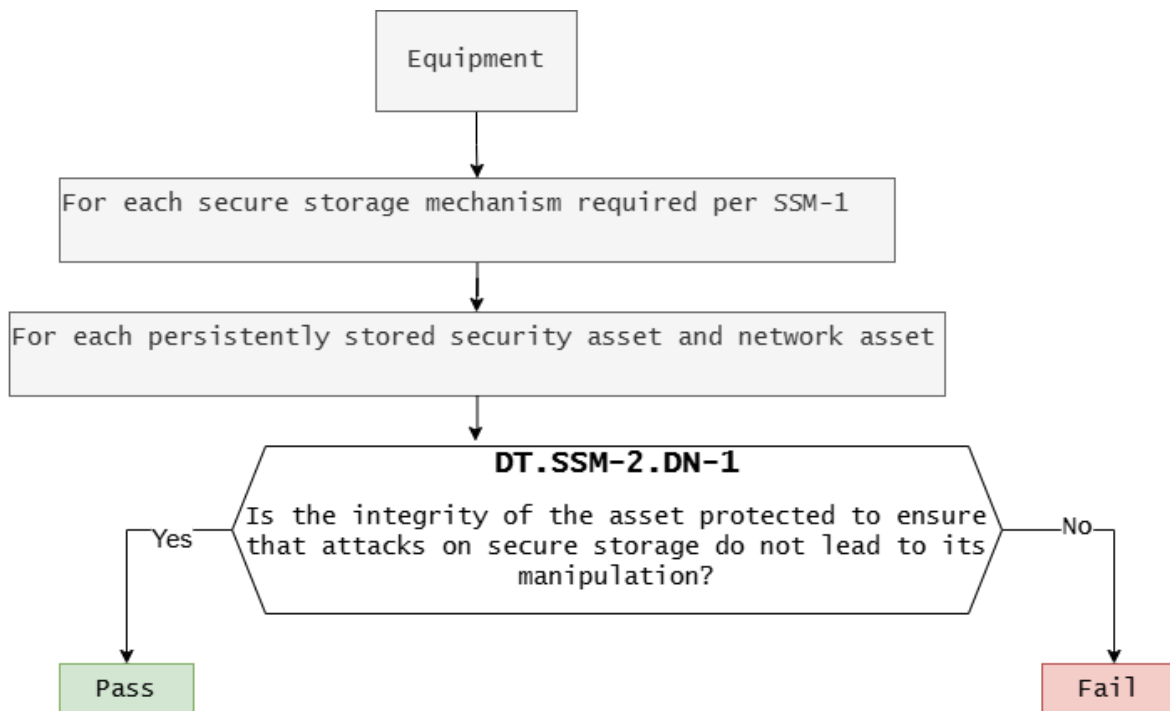 Equipment
For each secure storage mechanism required per SSM-1
For each persistently stored security asset and network asset
DT.SSM-2.DN-1
Is the integrity of the asset protected to ensure
that attacks on secure storage do not lead to its
manipulation?
Yes
No
Pass
Fail